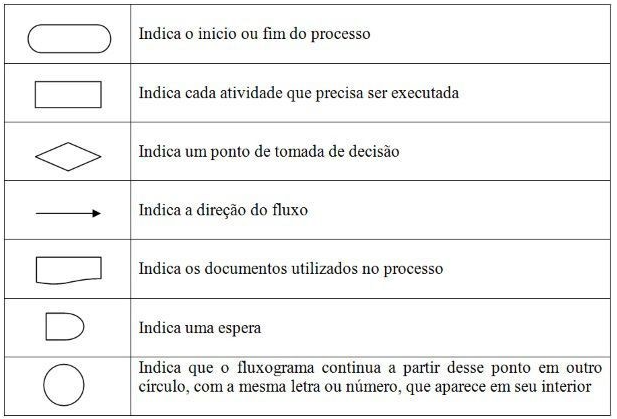 Indica o inicio ou fim do processo
Indica cada atividade que precisa ser executada
Indica um ponto de tomada de decisão
Indica a direção do fluxo
Indica os documentos utilizados no processo
Indica uma espera
Indica que o fluxograma continua a partir desse ponto em outro
círculo, com a mesma letra ou número, que aparece em seu interior